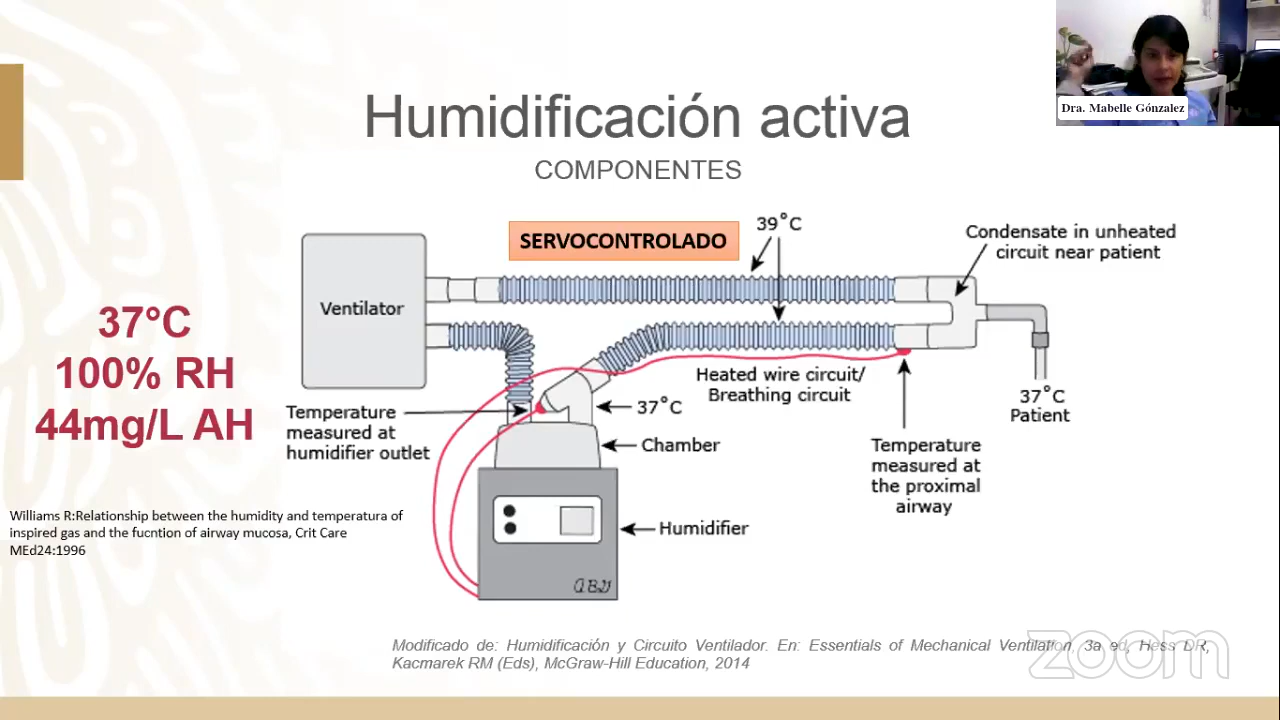 Dra. Mabelle Gónzalez
Humidificación activa
COMPONENTES
SERVOCONTROLADO
39°C
Condensate in unheated
circuit near patient
Ventilator
37°C
100% RH
44mg/L AH
Heated wire circuit/
Breathing circuit
Temperature
measured at
humidifier outlet
37°C
37°C
Patient
Chamber
Temperature
measured at
the proximal
airway
Humidifier
Williams R:Relationship between the humidity and temperatura of
inspired gas and the fucntion of airway mucosa, Crit Care
MEd24:1996
Modificado de: Humidificación y Circuito Ventilador. En: Essentials of Mechanical Ventilation, 3a ed, Hess DR,
Kacmarek RM (Eds), McGraw-Hill Education, 2014
zoom